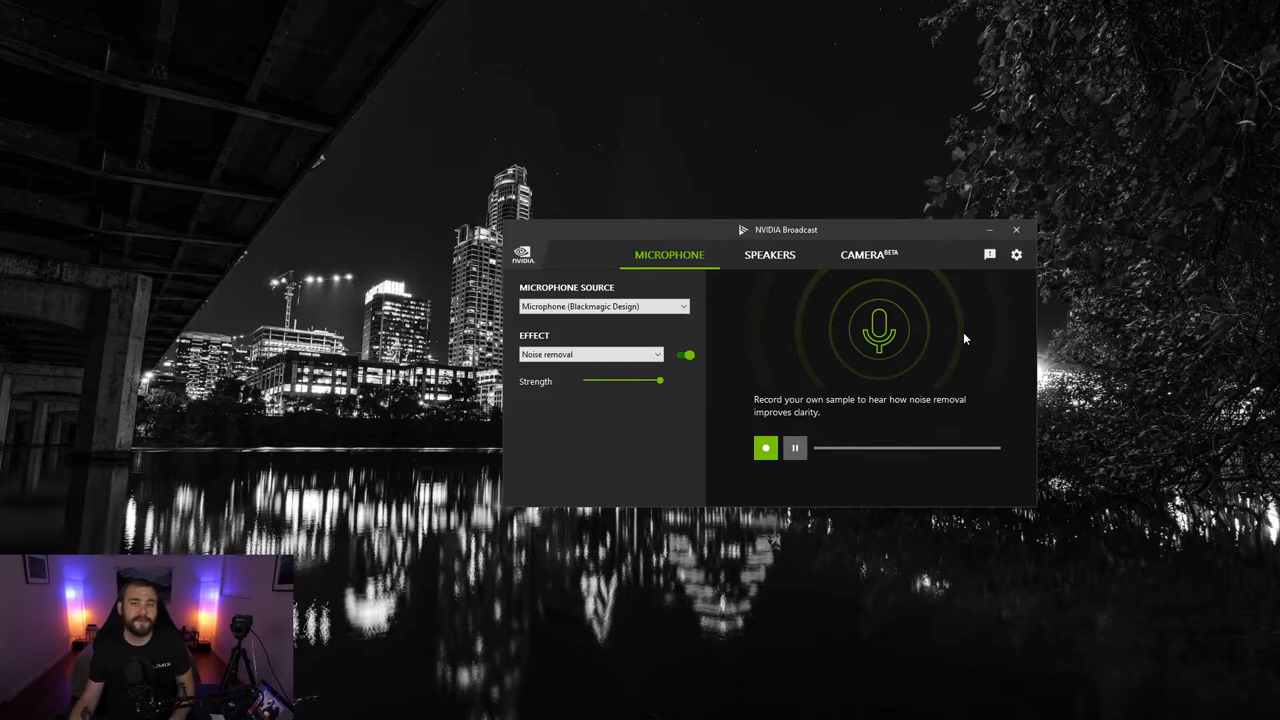 NVIDIA Broadcast
NVIDIA.
MICROPHONE
SPEAKERS
CAMERA BETA
MICROPHONE SOURCE
Microphone (Blackmagic Design)
EFFECT
Noise removal
Strength
Record your own sample to hear how noise removal
improves clarity.